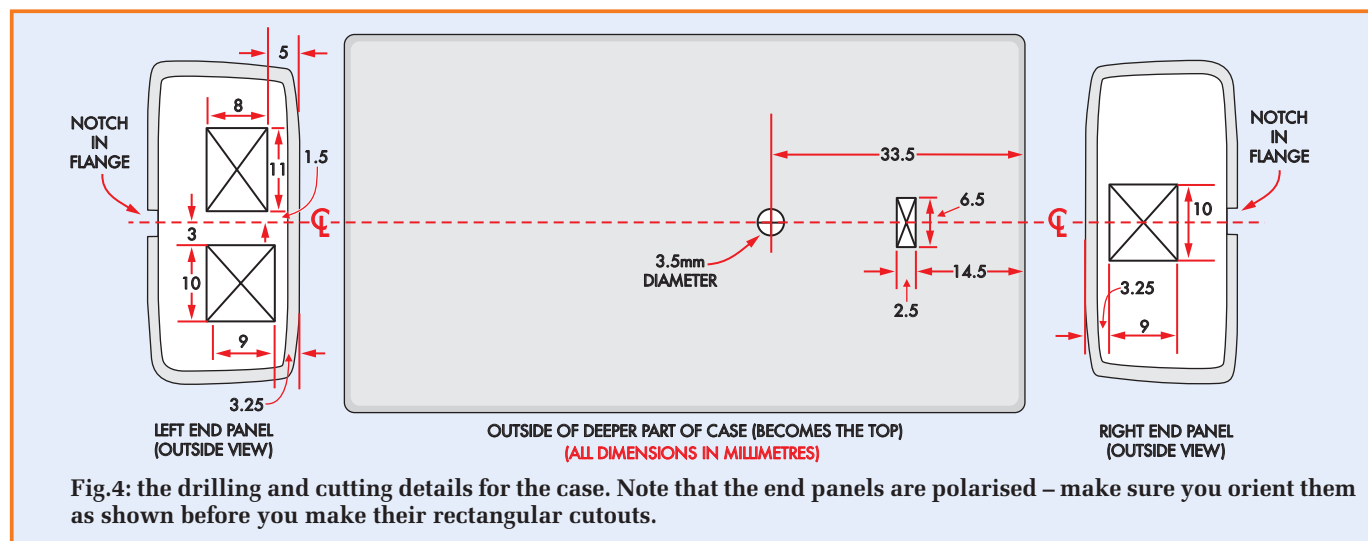 5
8
NOTCH
IN
FLANGE
11
1.5
3
10
9
3.25
LEFT END PANEL
(OUTSIDE VIEW)
℄
33.5
6.5
3.5mm
DIAMETER
14.5
2.5
OUTSIDE OF DEEPER PART OF CASE (BECOMES THE TOP)
(ALL DIMENSIONS IN MILLIMETRES)
℄
NOTCH
IN
FLANGE
10
3.25
9
RIGHT END PANEL
(OUTSIDE VIEW)
Fig.4: the drilling and cutting details for the case. Note that the end panels are polarised – make sure you orient them
as shown before you make their rectangular cutouts.